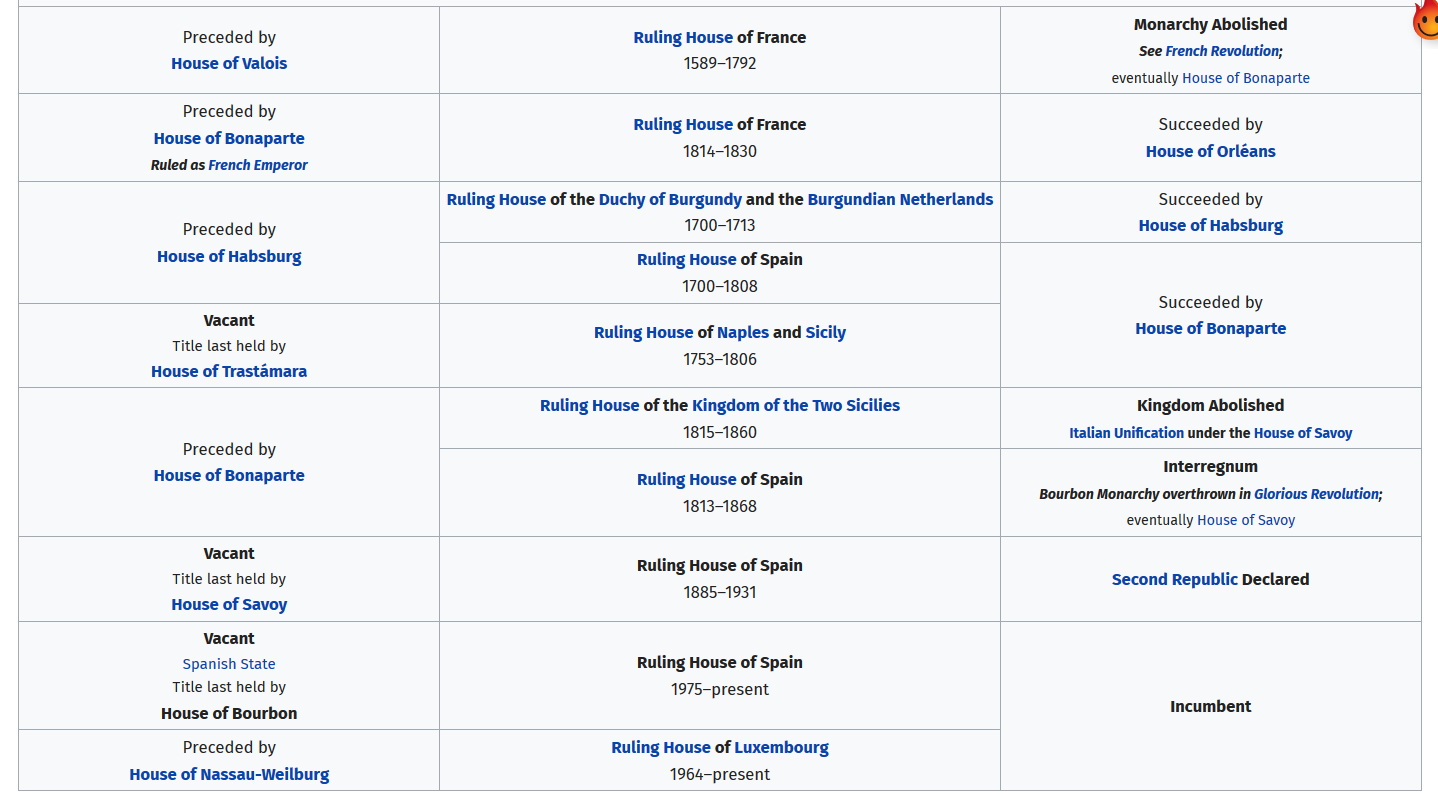 Preceded by
House of Valois
Ruling House of France
1589–1792
Monarchy Abolished
See French Revolution;
eventually House of Bonaparte
Preceded by
House of Bonaparte
Ruled as French Emperor
Ruling House of France
1814–1830
Succeeded by
House of Orléans
Preceded by
House of Habsburg
Ruling House of the Duchy of Burgundy and the Burgundian Netherlands
1700–1713
Succeeded by
House of Habsburg
Ruling House of Spain
1700–1808
Succeeded by
House of Bonaparte
Vacant
Title last held by
House of Trastámara
Ruling House of Naples and Sicily
1753–1806
Preceded by
House of Bonaparte
Ruling House of the Kingdom of the Two Sicilies
1815–1860
Kingdom Abolished
Italian Unification under the House of Savoy
Ruling House of Spain
1813–1868
Interregnum
Bourbon Monarchy overthrown in Glorious Revolution;
eventually House of Savoy
Vacant
Title last held by
House of Savoy
Ruling House of Spain
1885–1931
Second Republic Declared
Vacant
Spanish State
Title last held by
House of Bourbon
Ruling House of Spain
1975–present
Incumbent
Preceded by
House of Nassau-Weilburg
Ruling House of Luxembourg
1964–present